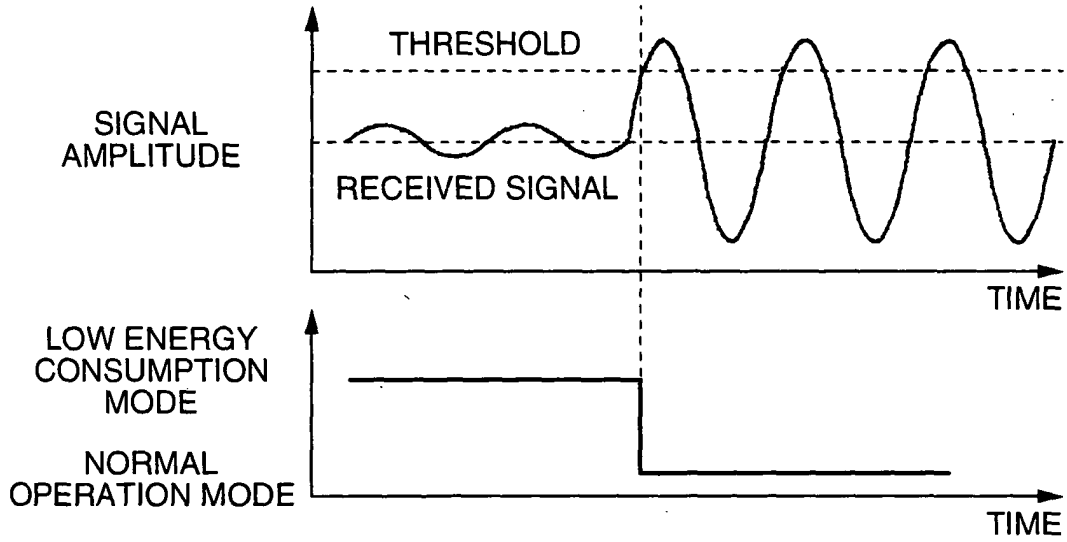 THRESHOLD
SIGNAL
AMPLITUDE
RECEIVED SIGNAL
TIME
LOW ENERGY
CONSUMPTION
MODE
NORMAL
OPERATION MODE
TIME